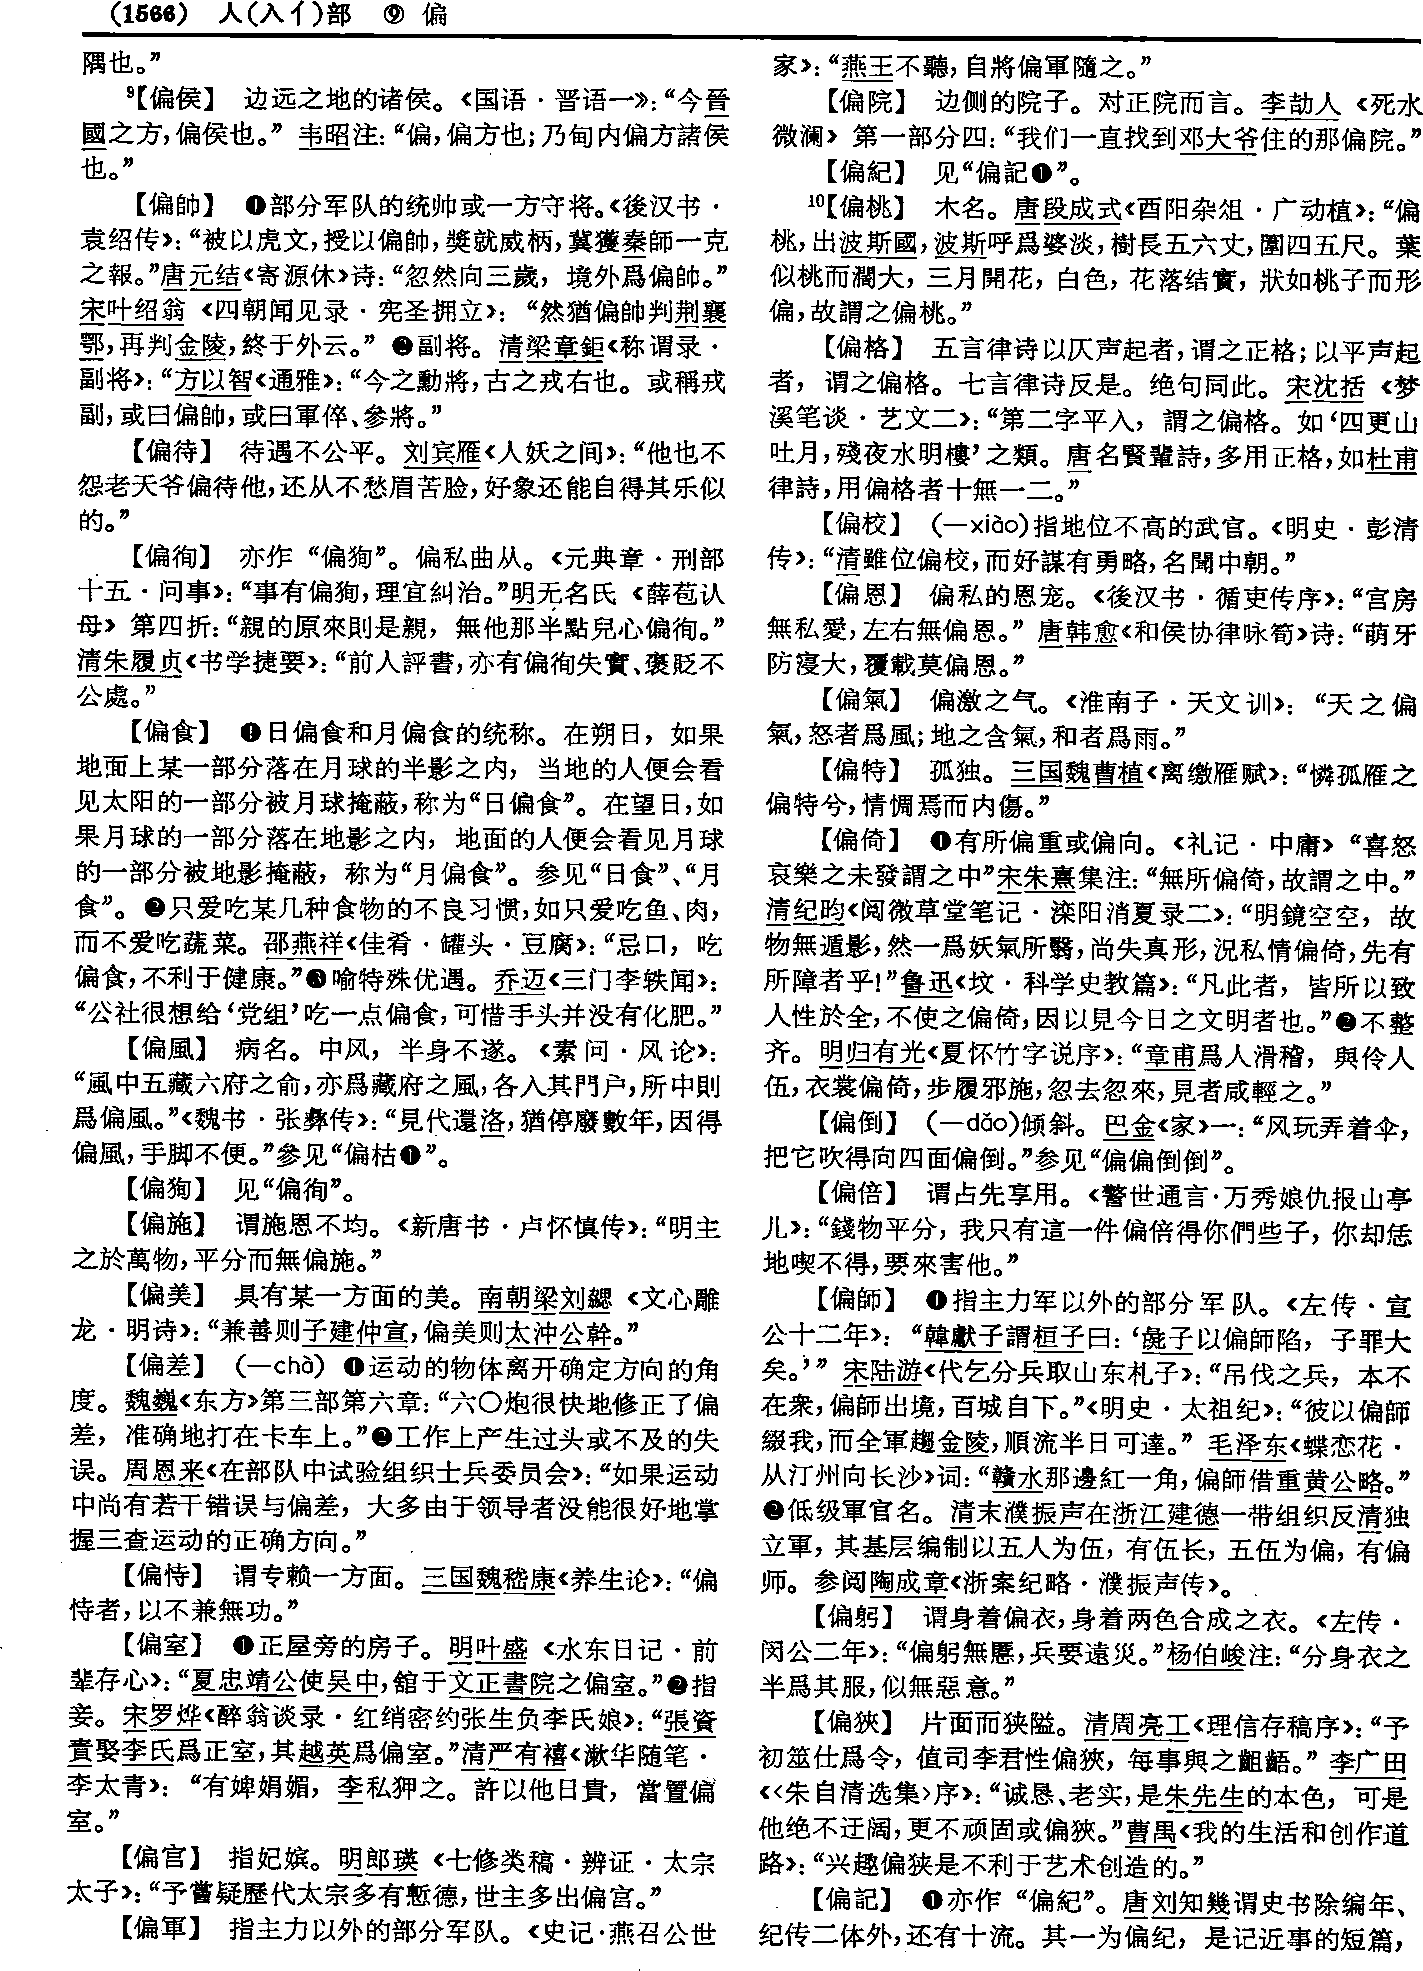 (1566)　人(入亻)部　⑨　偏
隅也。”
⁹【偏侯】　边远之地的诸侯。《国语·晋语一》：“今晉
國之方，偏侯也。”韦昭注：“偏，偏方也；乃甸内偏方諸侯
也。”
【偏帥】　❶部分军队的统帅或一方守将。《後汉书·
袁绍传》：“被以虎文，授以偏帥，獎就威柄，冀獲秦師一克
之報。”唐元结《寄源休》诗：“忽然向三歲，境外爲偏帥。”
宋叶绍翁《四朝闻见录·宪圣拥立》：“然猶偏帥判荆襄
鄂，再判金陵，終于外云。”❷副将。清梁章鉅《称谓录·
副将》：“方以智《通雅》：“今之勳將，古之戎右也。或稱戎
副，或曰偏帥，或曰軍倅、參將。”
【偏待】　待遇不公平。刘宾雁《人妖之间》：“他也不
怨老天爷偏待他，还从不愁眉苦脸，好象还能自得其乐似
的。”
【偏徇】　亦作“偏狥”。偏私曲从。《元典章·刑部
十五·问事》：“事有偏狥，理宜糾治。”明无名氏《薛苞认
母》第四折：“親的原來則是親，無他那半點兒心偏徇。”
清朱履贞《书学捷要》：“前人評書，亦有偏徇失實、褒貶不
公處。”
【偏食】　❶日偏食和月偏食的统称。在朔日，如果
地面上某一部分落在月球的半影之内，当地的人便会看
见太阳的一部分被月球掩蔽，称为“日偏食”。在望日，如
果月球的一部分落在地影之内，地面的人便会看见月球
的一部分被地影掩蔽，称为“月偏食”。参见“日食”、“月
食”。❷只爱吃某几种食物的不良习惯，如只爱吃鱼、肉，
而不爱吃蔬菜。邵燕祥《佳肴·罐头·豆腐》：“忌口，吃
偏食，不利于健康。”❸喻特殊优遇。乔迈《三门李轶闻》：
“公社很想给‘党组’吃一点偏食，可惜手头并没有化肥。”
【偏風】　病名。中风，半身不遂。《素问·风论》：
“風中五藏六府之俞，亦爲藏府之風，各入其門户，所中則
爲偏風。”《魏书·张彝传》：“見代還洛，猶停廢數年，因得
偏風，手脚不便。”参见“偏枯❶”。
【偏狥】　见“偏徇”。
【偏施】　谓施恩不均。《新唐书·卢怀慎传》：“明主
之於萬物，平分而無偏施。”
【偏美】　具有某一方面的美。南朝梁刘勰《文心雕
龙·明诗》：“兼善则子建仲宣，偏美则太沖公幹。”
【偏差】　(—chā)　❶运动的物体离开确定方向的角
度。魏巍《东方》第三部第六章：“六〇炮很快地修正了偏
差，准确地打在卡车上。”❷工作上产生过头或不及的失
误。周恩来《在部队中试验组织士兵委员会》：“如果运动
中尚有若干错误与偏差，大多由于领导者没能很好地掌
握三查运动的正确方向。”
【偏恃】　谓专赖一方面。三国魏嵇康《养生论》：“偏
恃者，以不兼無功。”
【偏室】　❶正屋旁的房子。明叶盛《水东日记·前
辈存心》：“夏忠靖公使吴中，舘于文正書院之偏室。”❷指
妾。宋罗烨《醉翁谈录·红绡密约张生负李氏娘》：“張資
責娶李氏爲正室，其越英爲偏室。”清严有禧《漱华随笔·
李太青》：“有婢娟媚，李私狎之。許以他日貴，當置偏
室。”
【偏宫】　指妃嫔。明郎瑛《七修类稿·辨证·太宗
太子》：“予嘗疑歷代太宗多有慙德，世主多出偏宫。”
【偏軍】　指主力以外的部分军队。《史记·燕召公世
家》：“燕王不聽，自將偏軍隨之。”
【偏院】　边侧的院子。对正院而言。李劼人《死水
微澜》第一部分四：“我们一直找到邓大爷住的那偏院。”
【偏紀】　见“偏記❶”。
¹⁰【偏桃】　木名。唐段成式《酉阳杂俎·广动植》：“偏
桃，出波斯國，波斯呼爲婆淡，樹長五六丈，圍四五尺。葉
似桃而濶大，三月開花，白色，花落结實，狀如桃子而形
偏，故謂之偏桃。”
【偏格】　五言律诗以仄声起者，谓之正格；以平声起
者，谓之偏格。七言律诗反是。绝句同此。宋沈括《梦
溪笔谈·艺文二》：“第二字平入，謂之偏格。如‘四更山
吐月，殘夜水明樓’之類。唐名賢輩詩，多用正格，如杜甫
律詩，用偏格者十無一二。”
【偏校】　(—xiào)指地位不高的武官。《明史·彭清
传》：“清雖位偏校，而好謀有勇略，名聞中朝。”
【偏恩】　偏私的恩宠。《後汉书·循吏传序》：“宫房
無私愛，左右無偏恩。”唐韩愈《和侯协律咏筍》诗：“萌牙
防寖大，覆載莫偏恩。”
【偏氣】　偏激之气。《淮南子·天文训》：“天之偏
氣，怒者爲風；地之含氣，和者爲雨。”
【偏特】　孤独。三国魏曹植《离缴雁赋》：“憐孤雁之
偏特兮，情惆焉而内傷。”
【偏倚】　❶有所偏重或偏向。《礼记·中庸》“喜怒
哀樂之未發謂之中”宋朱熹集注：“無所偏倚，故謂之中。”
清纪昀《阅微草堂笔记·滦阳消夏录二》：“明鏡空空，故
物無遁影，然一爲妖氣所翳，尚失真形，況私情偏倚，先有
所障者乎！”鲁迅《坟·科学史教篇》：“凡此者，皆所以致
人性於全，不使之偏倚，因以見今日之文明者也。”❷不整
齐。明归有光《夏怀竹字说序》：“章甫爲人滑稽，與伶人
伍，衣裳偏倚，步履邪施，忽去忽來，見者咸輕之。”
【偏倒】　(—dǎo)倾斜。巴金《家》一：“风玩弄着伞，
把它吹得向四面偏倒。”参见“偏偏倒倒”。
【偏倍】　谓占先享用。《警世通言·万秀娘仇报山亭
儿》：“錢物平分，我只有這一件偏倍得你們些子，你却恁
地喫不得，要來害他。”
【偏師】　❶指主力军以外的部分军队。《左传·宣
公十二年》：“韓獻子謂桓子曰：‘彘子以偏師陷，子罪大
矣。’”宋陆游《代乞分兵取山东札子》：“吊伐之兵，本不
在衆，偏師出境，百城自下。”《明史·太祖纪》：“彼以偏師
綴我，而全軍趨金陵，順流半日可達。”毛泽东《蝶恋花·
从汀州向长沙》词：“贛水那邊紅一角，偏師借重黄公略。”
❷低级軍官名。清末濮振声在浙江建德一带组织反清独
立軍，其基层编制以五人为伍，有伍长，五伍为偏，有偏
师。参阅陶成章《浙案纪略·濮振声传》。
【偏躬】　谓身着偏衣，身着两色合成之衣。《左传·
闵公二年》：“偏躬無慝，兵要遠災。”杨伯峻注：“分身衣之
半爲其服，似無惡意。”
【偏狹】　片面而狭隘。清周亮工《理信存稿序》：“予
初筮仕爲令，值司李君性偏狹，每事與之齟齬。”李广田
《〈朱自清选集〉序》：“诚恳、老实，是朱先生的本色，可是
他绝不迂阔，更不顽固或偏狹。”曹禺《我的生活和创作道
路》：“兴趣偏狭是不利于艺术创造的。”
【偏記】　❶亦作“偏紀”。唐刘知幾谓史书除编年、
纪传二体外，还有十流。其一为偏纪，是记近事的短篇，